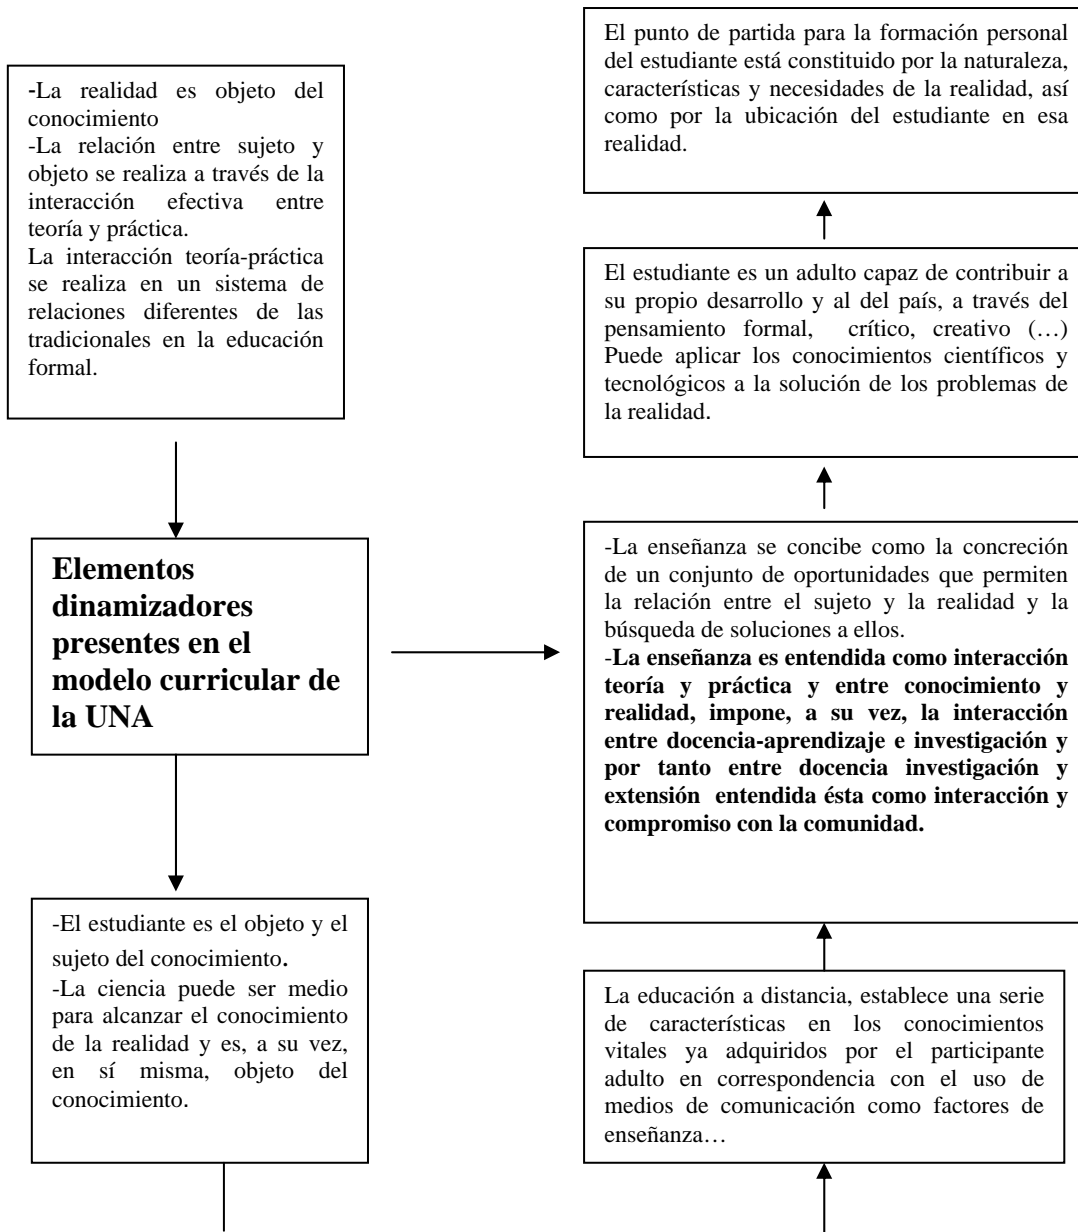 -La realidad es objeto del
conocimiento
-La relación entre sujeto y
objeto se realiza a través de la
interacción efectiva entre
teoría y práctica.
La interacción teoría-práctica
se realiza en un sistema de
relaciones diferentes de las
tradicionales en la educación
formal.
Elementos
dinamizadores
presentes en el
modelo curricular de
la UNA
-El estudiante es el objeto y el
sujeto del conocimiento.
-La ciencia puede ser medio
para alcanzar el conocimiento
de la realidad y es, a su vez,
en sí misma, objeto del
conocimiento.
El punto de partida para la formación personal
del estudiante está constituido por la naturaleza,
características y necesidades de la realidad, así
como por la ubicación del estudiante en esa
realidad.
El estudiante es un adulto capaz de contribuir a
su propio desarrollo y al del país, a través del
pensamiento formal, crítico, creativo (…)
Puede aplicar los conocimientos científicos y
tecnológicos a la solución de los problemas de
la realidad.
-La enseñanza se concibe como la concreción
de un conjunto de oportunidades que permiten
la relación entre el sujeto y la realidad y la
búsqueda de soluciones a ellos.
-La enseñanza es entendida como interacción
teoría y práctica y entre conocimiento y
realidad, impone, a su vez, la interacción
entre docencia-aprendizaje e investigación y
por tanto entre docencia investigación y
extensión entendida ésta como interacción y
compromiso con la comunidad.
La educación a distancia, establece una serie
de características en los conocimientos
vitales ya adquiridos por el participante
adulto en correspondencia con el uso de
medios de comunicación como factores de
enseñanza…